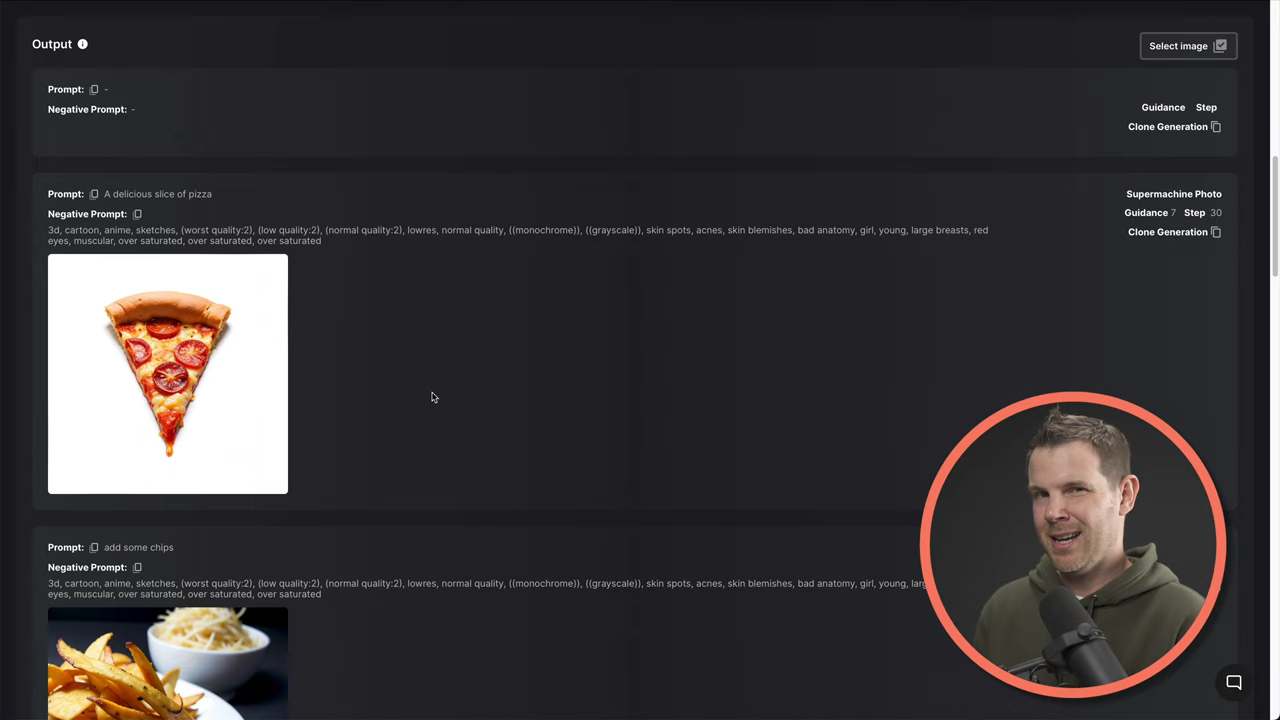 Output
Select image
Prompt: -
Negative Prompt: -
Guidance Step
Clone Generation
Prompt: A delicious slice of pizza
Supermachine Photo
Negative Prompt:
Guidance 7 Step 30
3d, cartoon, anime, sketches, (worst quality:2), (low quality:2), (normal quality:2), lowres, normal quality, ((monochrome)), ((grayscale)), skin spots, acnes, skin blemishes, bad anatomy, girl, young, large breasts, red
Clone Generation
eyes, muscular, over saturated, over saturated, over saturated
Prompt: add some chips
Negative Prompt:
3d, cartoon, anime, sketches, (worst quality:2), (low quality:2), (normal quality:2), lowres, normal quality, ((monochrome)), ((grayscale)), skin spots, acnes, skin blemishes, bad anatomy, girl, young,
eyes, muscular, over saturated, over saturated, over saturated